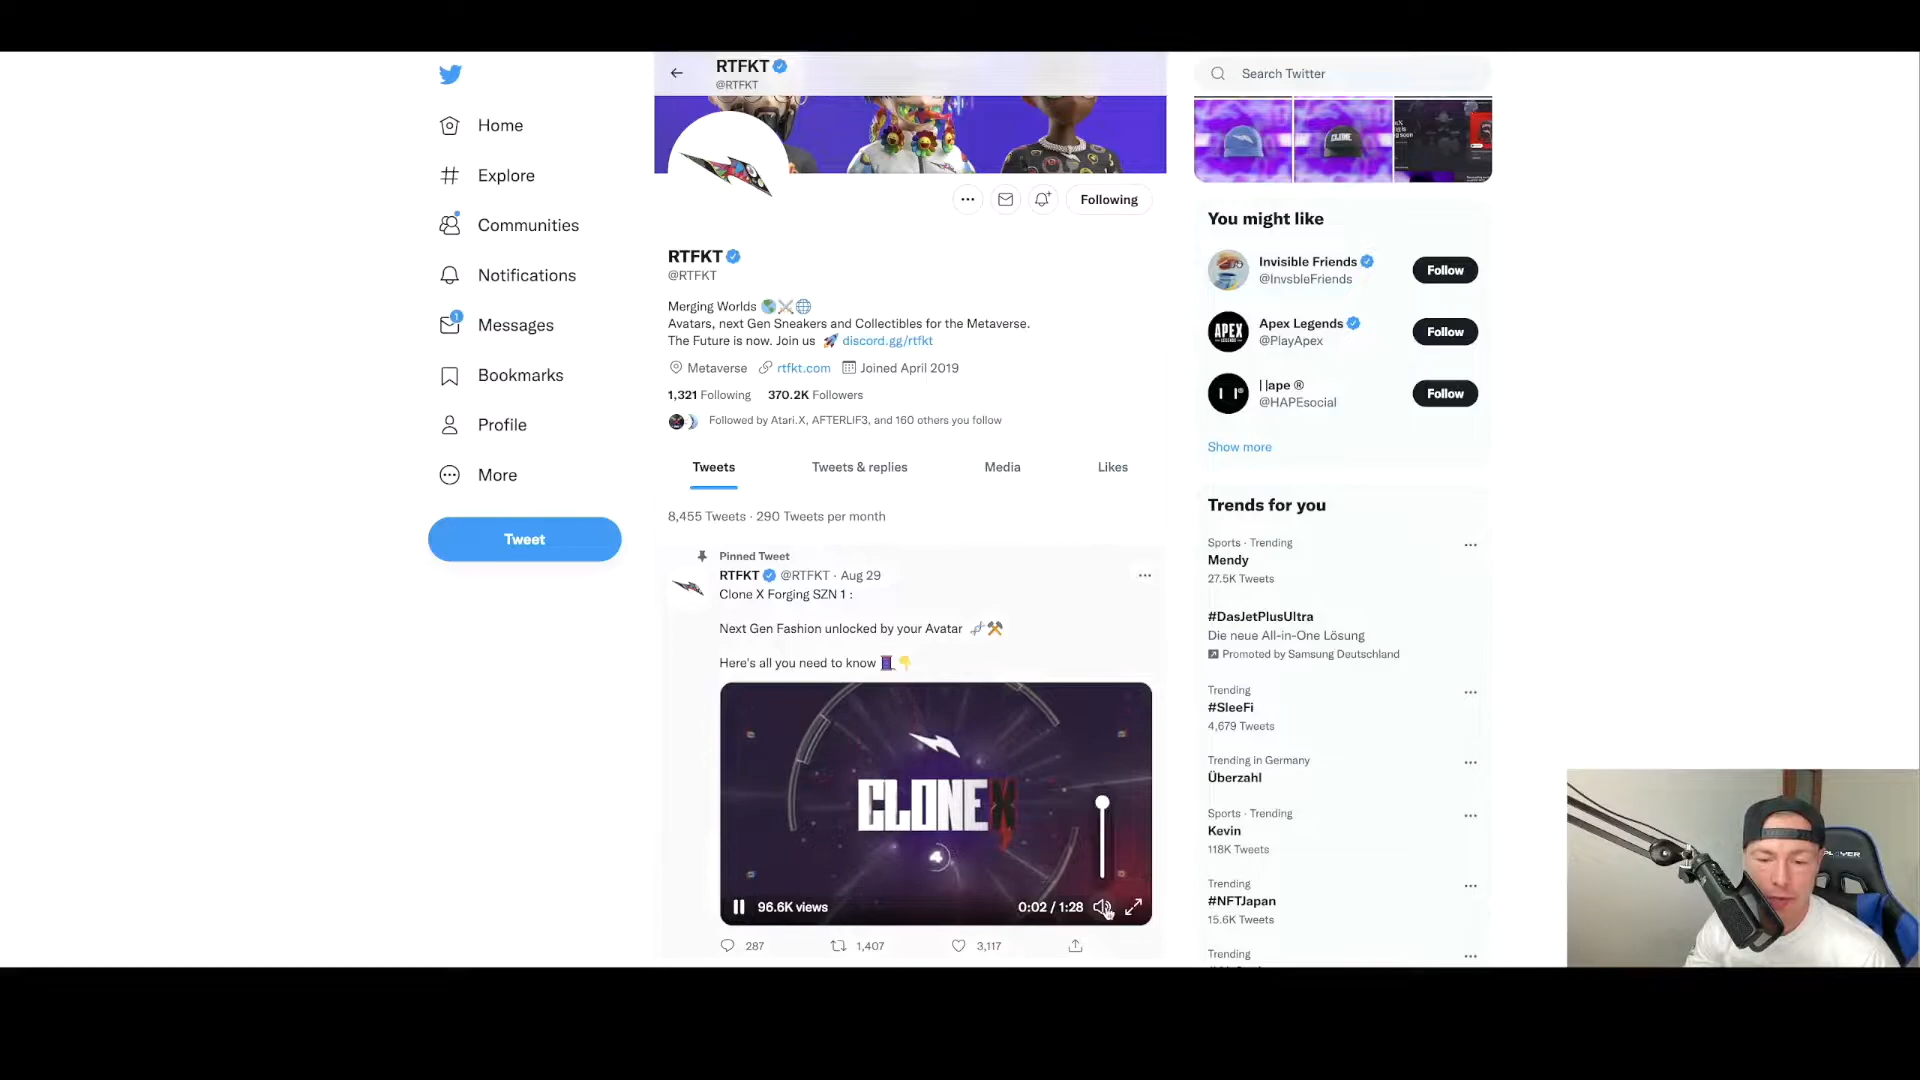 Home
Explore
Communities
Notifications
1
Messages
Bookmarks
Profile
More
Tweet
RTFKT
@RTFKT
Following
RTFKT
@RTFKT
Merging Worlds 🌎⚔️🌐
Avatars, next Gen Sneakers and Collectibles for the Metaverse.
The Future is now. Join us 🚀 discord.gg/rtfkt
Metaverse rtfkt.com Joined April 2019
1,321 Following 370.2K Followers
Followed by Atari.X, AFTERLIF3, and 160 others you follow
Tweets Tweets & replies Media Likes
8,455 Tweets · 290 Tweets per month
Pinned Tweet
RTFKT @RTFKT · Aug 29
Clone X Forging SZN 1 :
Next Gen Fashion unlocked by your Avatar 🧬⚒️
Here's all you need to know 🧵👇
CLONE X
96.6K views 0:02 / 1:28
287 1,407 3,117
Search Twitter
CLONE
You might like
Invisible Friends
@InvsbleFriends
Follow
APEX
Apex Legends
@PlayApex
Follow
| |ape ®
@HAPEsocial
Follow
Show more
Trends for you
Sports · Trending
Mendy
27.5K Tweets
#DasJetPlusUltra
Die neue All-in-One Lösung
Promoted by Samsung Deutschland
Trending
#SleeFi
4,679 Tweets
Trending in Germany
Überzahl
Sports · Trending
Kevin
118K Tweets
Trending
#NFTJapan
15.6K Tweets
Trending